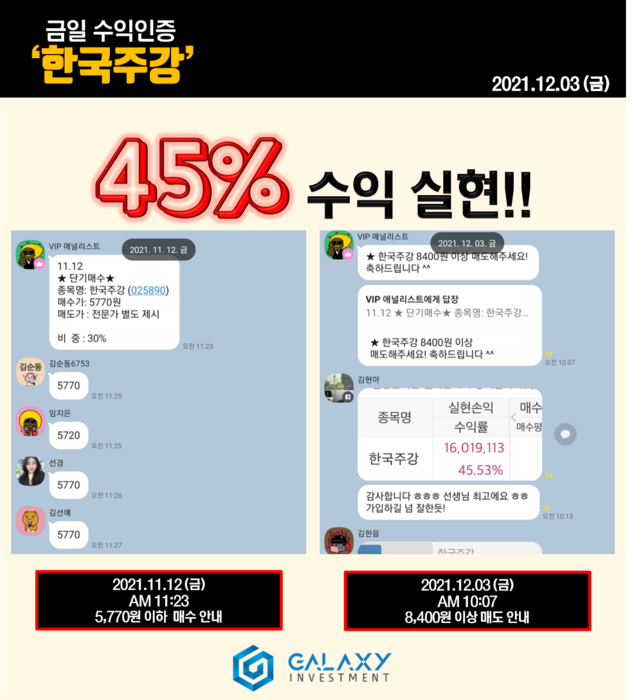 금일 수익인증
'한국주강'
2021.12.03 (금)
45% 수익 실현!!
VIP 애널리스트
2021. 11. 12. 금
11.12
★ 단기매수★
종목명: 한국주강 (025890)
매수가: 5770원
매도가 : 전문가 별도 제시
비 중 : 30%
오전 11:23
김순동
김순동6753
5770
오전 11:25
임지은
5720
오전 11:25
선경
5770
오전 11:26
김선예
5770
오전 11:27
VIP 애널리스트
2021. 12. 03. 금
★ 한국주강 8400원 이상 매도해주세요!
축하드립니다 ^^
VIP 애널리스트에게 답장
11.12 ★ 단기매수★ 종목명: 한국주강...
★ 한국주강 8400원 이상
매도해주세요! 축하드립니다 ^^
오전 10:07
김현아
종목명
실현손익
매수
수익률
매수평
한국주강
16,019,113
45.53%
감사합니다 ㅎㅎㅎ 선생님 최고에요 ㅎㅎ
가입하길 넘 잘한듯!
오전 10:13
김한음
한국주강
2021.11.12 (금)
AM 11:23
5,770원 이하 매수 안내
2021.12.03 (금)
AM 10:07
8,400원 이상 매도 안내
GALAXY
INVESTMENT